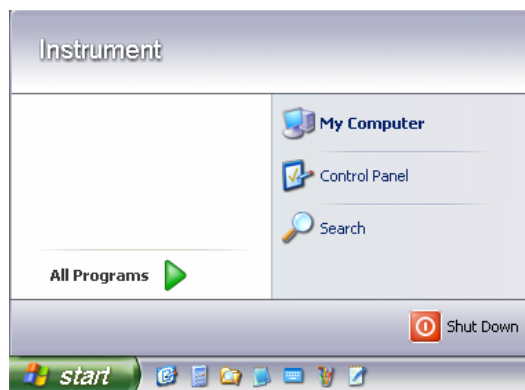 Instrument
My Computer
Control Panel
Search
All Programs
Shut Down
start